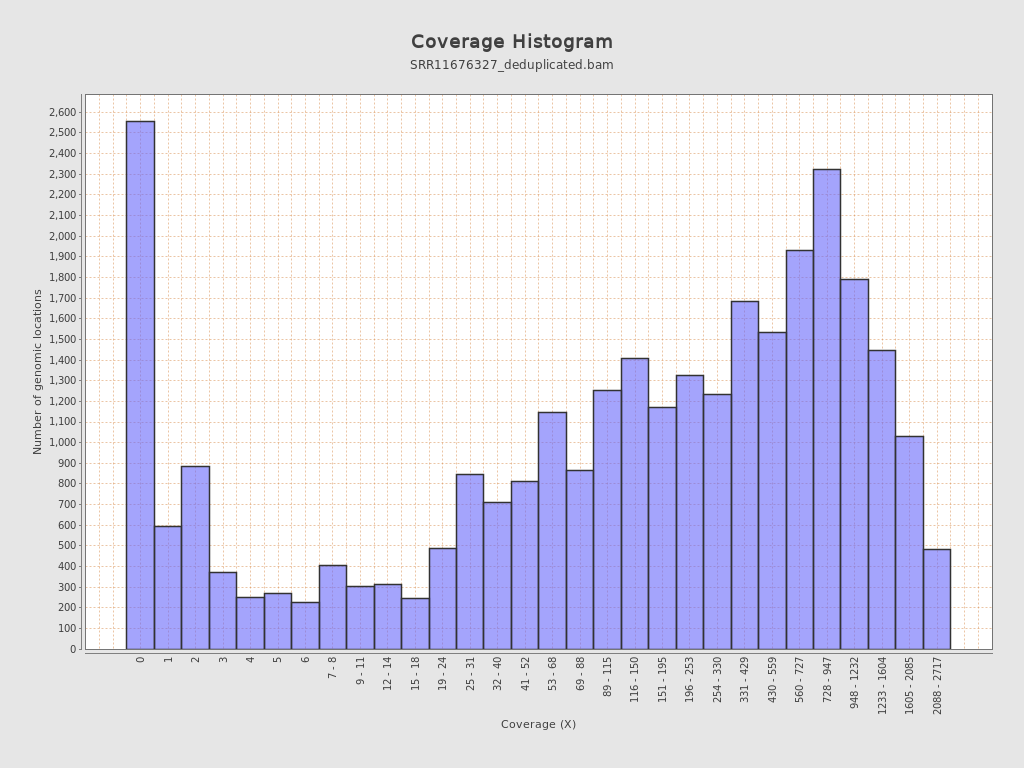 Coverage Histogram
SRR11676327_deduplicated.bam
Number of genomic locations
2,600
2,500
2,400
2,300
2,200
2,100
2,000
1,900
1,800
1,700
1,600
1,500
1,400
1,300
1,200
1,100
1,000
900
800
700
600
500
400
300
200
100
0
0
1
2
3
4
5
6
7 - 8
9 - 11
12 - 14
15 - 18
19 - 24
25 - 31
32 - 40
41 - 52
53 - 68
69 - 88
89 - 115
116 - 150
151 - 195
196 - 253
254 - 330
331 - 429
430 - 559
560 - 727
728 - 947
948 - 1232
1233 - 1604
1605 - 2085
2088 - 2717
Coverage (X)